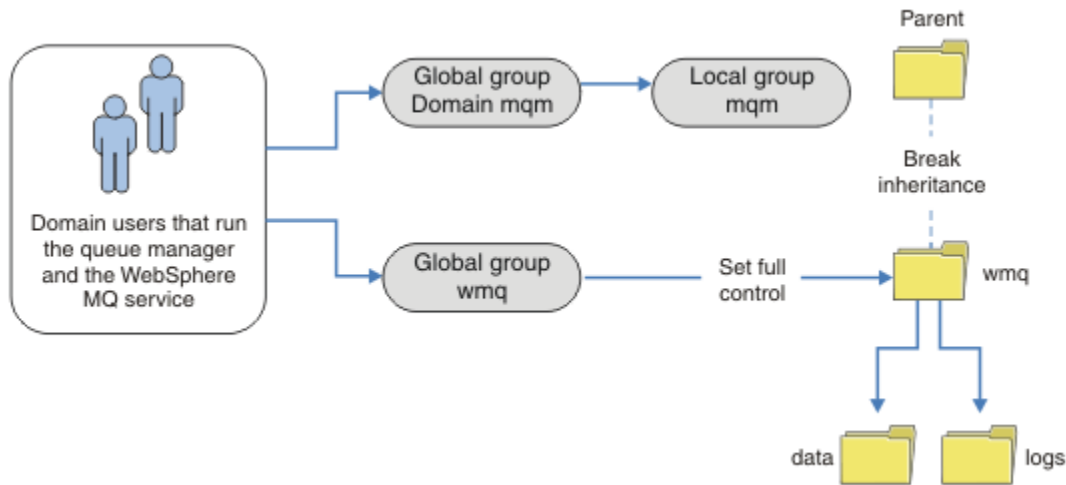 Parent
Global group
Domain mqm
Local group
mqm
Break
inheritance
Domain users that run
the queue manager
and the WebSphere
MQ service
Global group
wmq
Set full
control
wmq
data
logs